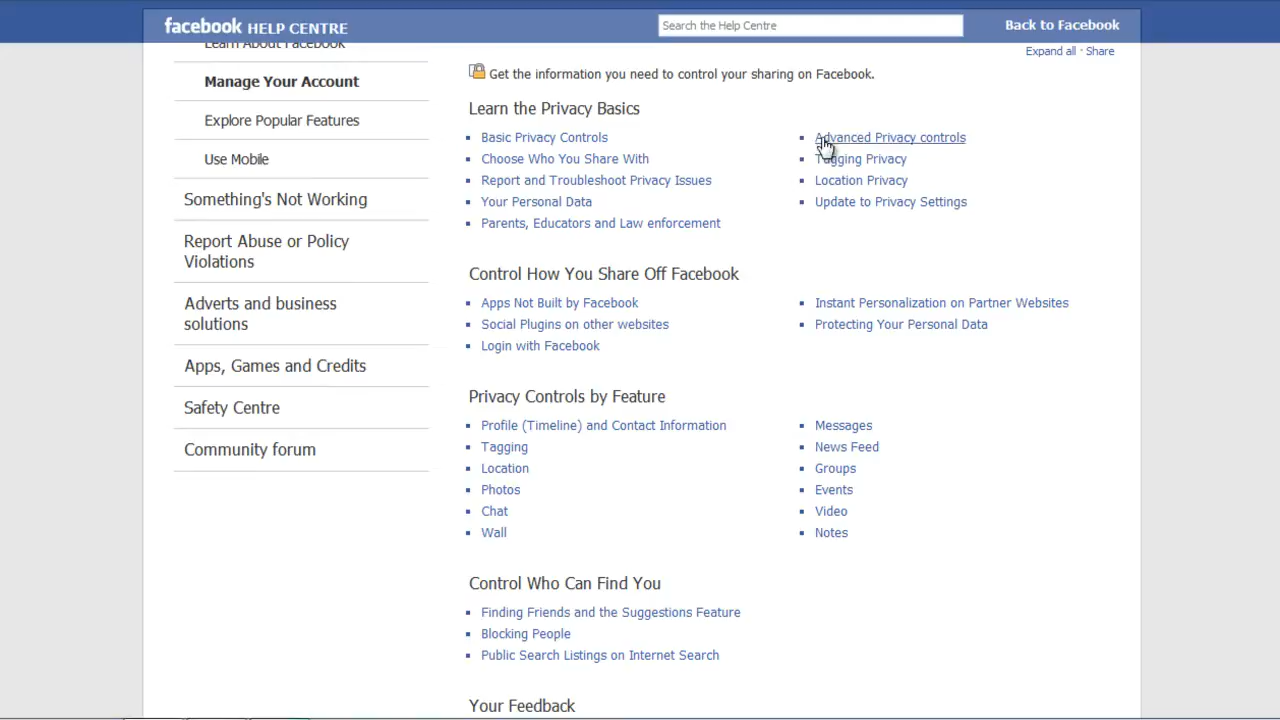 facebook HELP CENTRE
Search the Help Centre
Back to Facebook
Learn About Facebook
Manage Your Account
Explore Popular Features
Use Mobile
Something's Not Working
Report Abuse or Policy
Violations
Adverts and business
solutions
Apps, Games and Credits
Safety Centre
Community forum
Expand all · Share
Get the information you need to control your sharing on Facebook.
Learn the Privacy Basics
Basic Privacy Controls
Choose Who You Share With
Report and Troubleshoot Privacy Issues
Your Personal Data
Parents, Educators and Law enforcement
Advanced Privacy controls
Tagging Privacy
Location Privacy
Update to Privacy Settings
Control How You Share Off Facebook
Apps Not Built by Facebook
Social Plugins on other websites
Login with Facebook
Instant Personalization on Partner Websites
Protecting Your Personal Data
Privacy Controls by Feature
Profile (Timeline) and Contact Information
Tagging
Location
Photos
Chat
Wall
Messages
News Feed
Groups
Events
Video
Notes
Control Who Can Find You
Finding Friends and the Suggestions Feature
Blocking People
Public Search Listings on Internet Search
Your Feedback